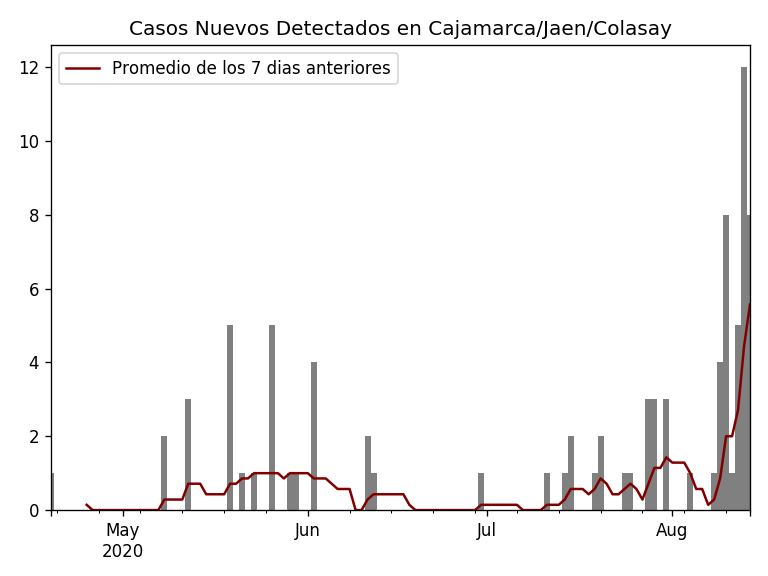 Casos Nuevos Detectados en Cajamarca/Jaen/Colasay
Promedio de los 7 dias anteriores
12
10
8
6
4
2
0
May Jun Jul Aug
2020